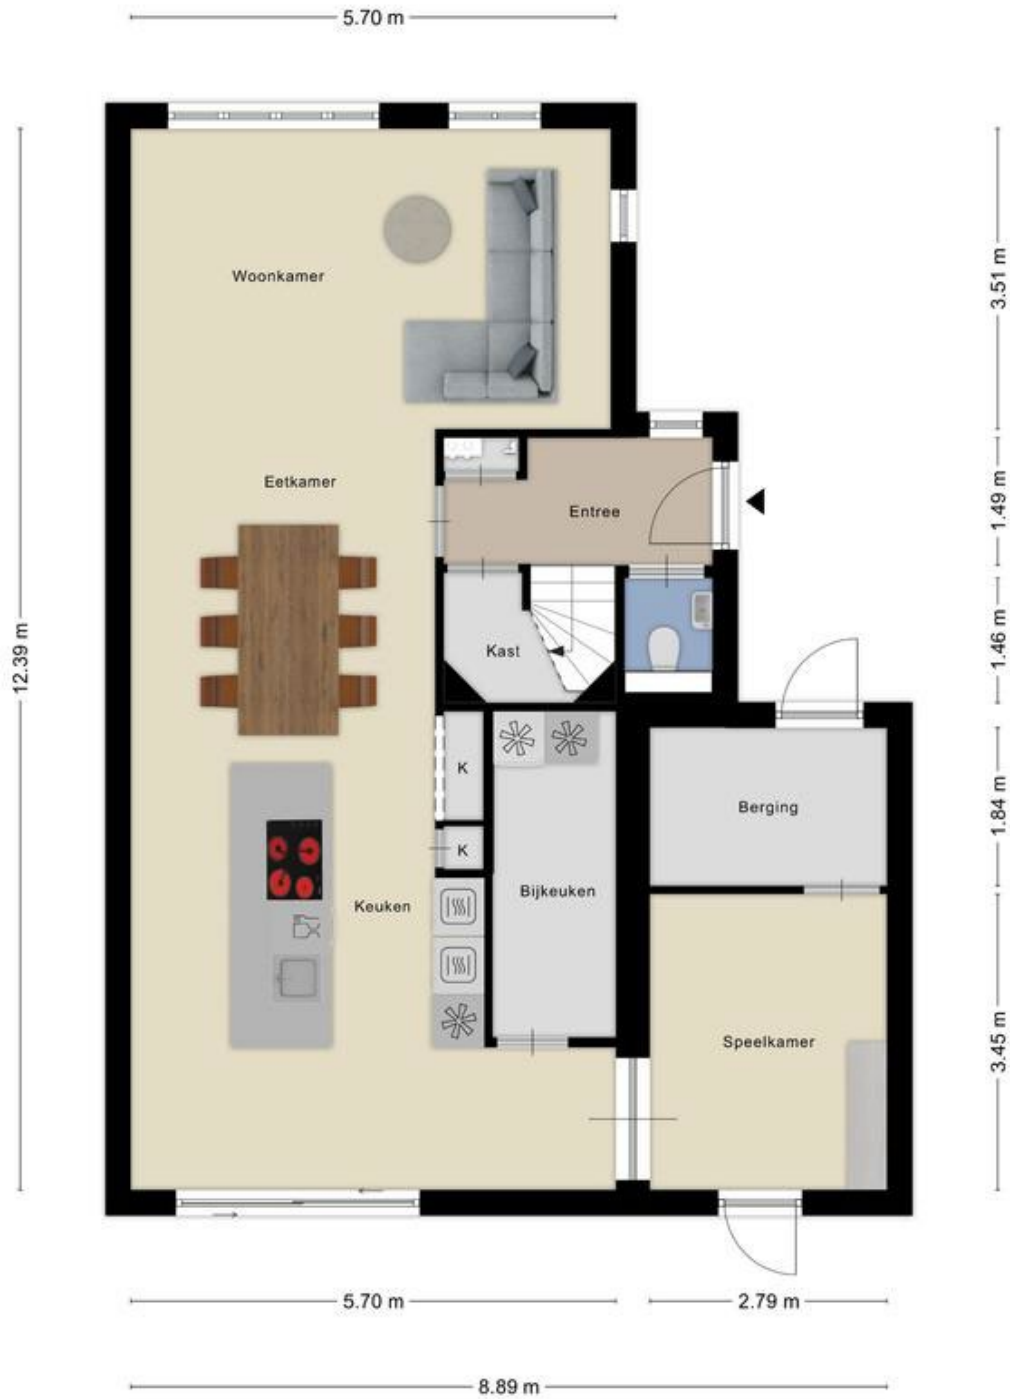 5.70 m
Woonkamer
3.51 m
Eetkamer
Entree
1.49 m
12.39 m
Kast
1.46 m
K
Berging
1.84 m
K
Bijkeuken
Keuken
Speelkamer
3.45 m
5.70 m
2.79 m
8.89 m